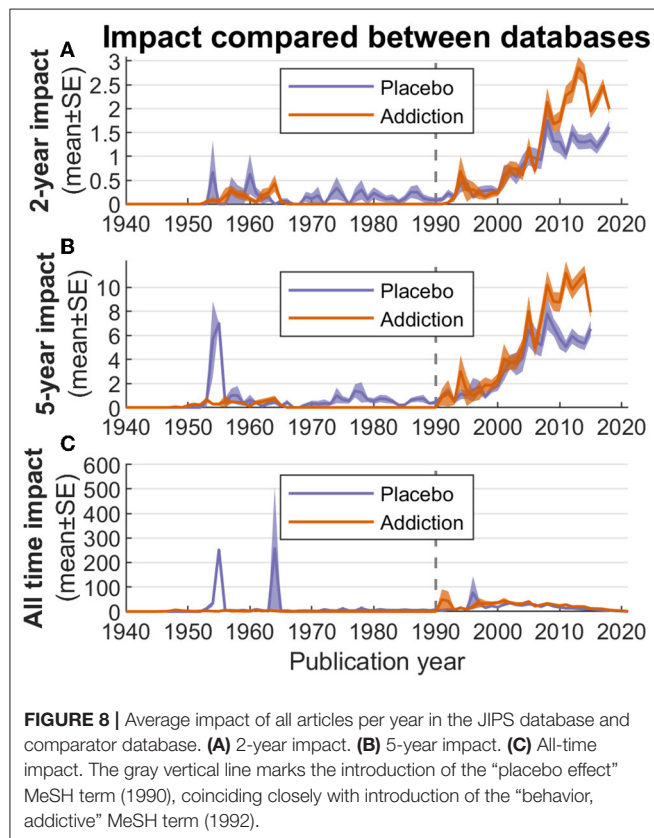 Impact compared between databases
A
2-year impact
(mean±SE)
3
2.5
2
1.5
1
0.5
0
Placebo
Addiction
1940 1950 1960 1970 1980 1990 2000 2010 2020
B
5-year impact
(mean±SE)
10
8
6
4
2
0
Placebo
Addiction
1940 1950 1960 1970 1980 1990 2000 2010 2020
C
All time impact
(mean±SE)
600
500
400
300
200
100
0
Placebo
Addiction
1940 1950 1960 1970 1980 1990 2000 2010 2020
Publication year
FIGURE 8 | Average impact of all articles per year in the JIPS database and
comparator database. (A) 2-year impact. (B) 5-year impact. (C) All-time
impact. The gray vertical line marks the introduction of the “placebo effect”
MeSH term (1990), coinciding closely with introduction of the “behavior,
addictive” MeSH term (1992).